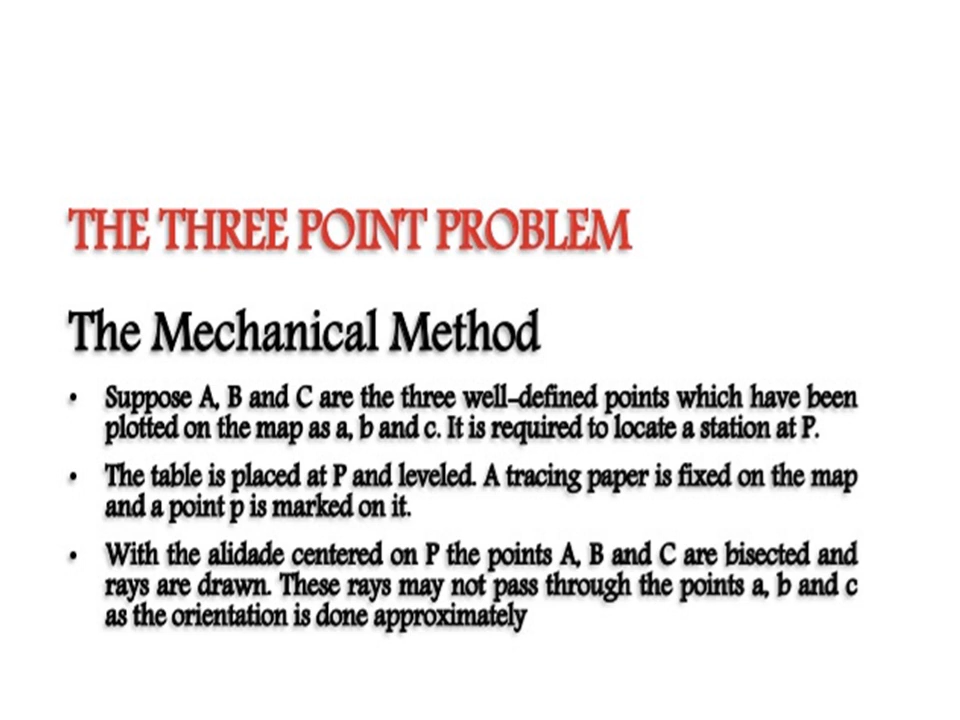 THE THREE POINT PROBLEM
The Mechanical Method
• Suppose A, B and C are the three well-defined points which have been
plotted on the map as a, b and c. It is required to locate a station at P.
• The table is placed at P and leveled. A tracing paper is fixed on the map
and a point p is marked on it.
• With the alidade centered on P the points A, B and C are bisected and
rays are drawn. These rays may not pass through the points a, b and c
as the orientation is done approximately